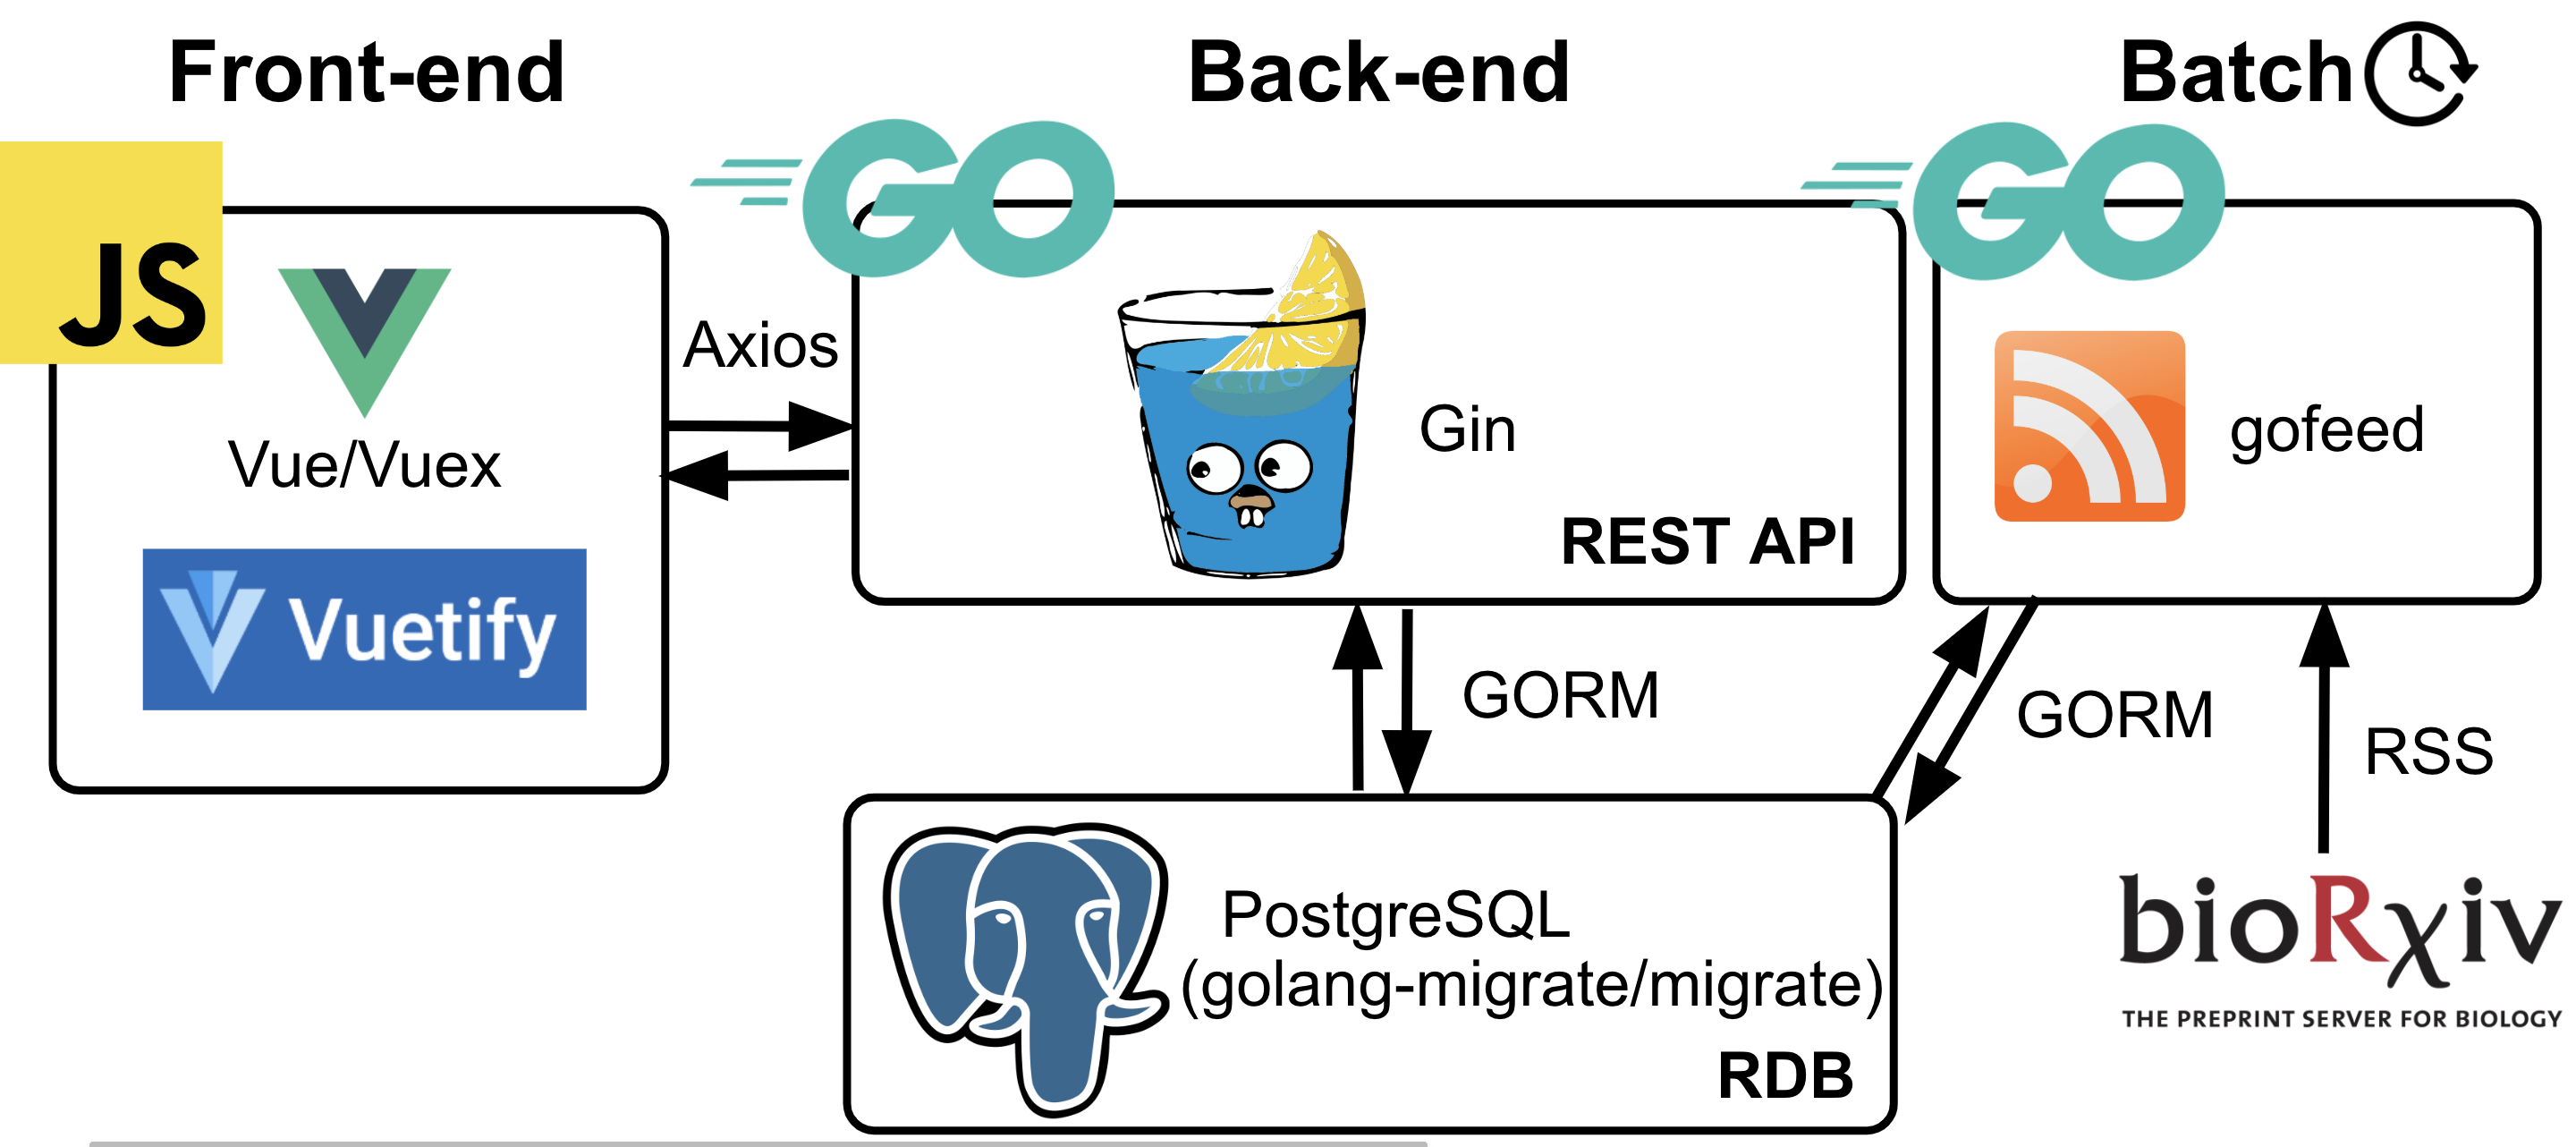 Front-end
Back-end
Batch
JS
GO
GO
Vue/Vuex
Vuetify
Axios
Gin
REST API
gofeed
GORM
GORM
RSS
PostgreSQL
(golang-migrate/migrate)
RDB
bioRχiv
THE PREPRINT SERVER FOR BIOLOGY